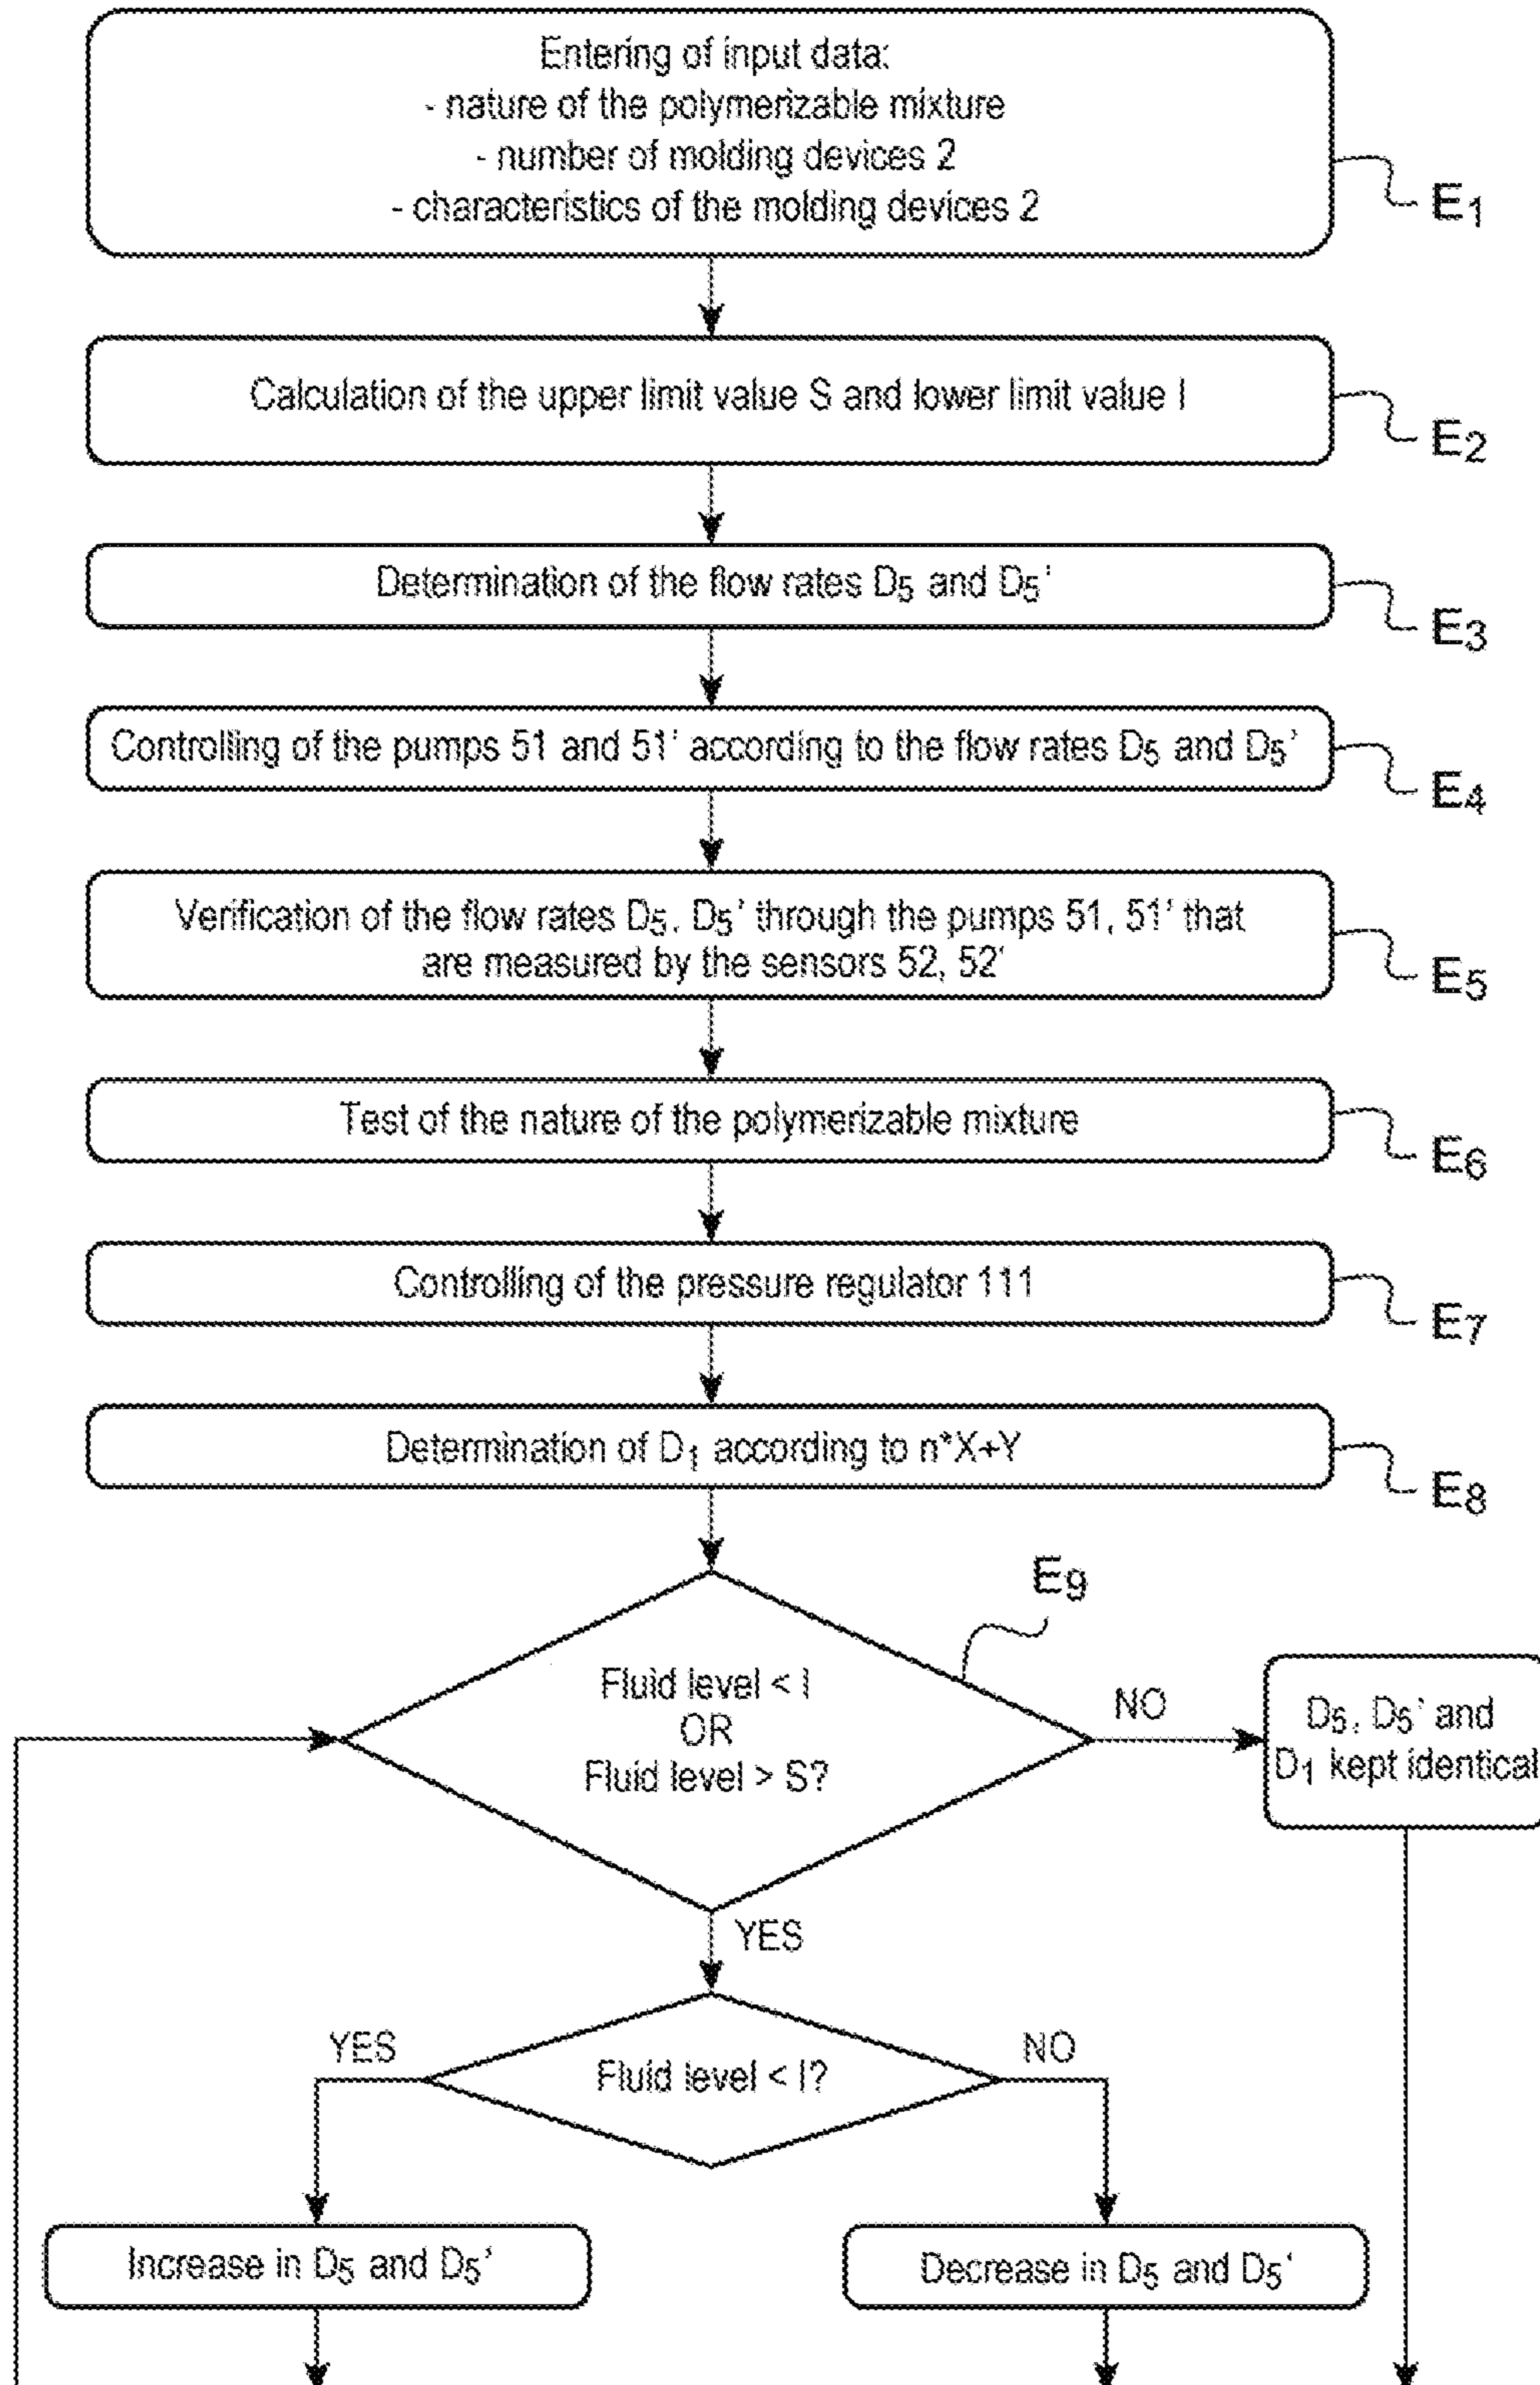 Entering of input data:
- nature of the polymerizable mixture
- number of molding devices 2
- characteristics of the molding devices 2
E1
Calculation of the upper limit value S and lower limit value I
E2
Determination of the flow rates D5 and D5'
E3
Controlling of the pumps 51 and 51' according to the flow rates D5 and D5'
E4
Verification of the flow rates D5, D5' through the pumps 51, 51' that
are measured by the sensors 52, 52'
E5
Test of the nature of the polymerizable mixture
E6
Controlling of the pressure regulator 111
E7
Determination of D1 according to n*X+Y
E8
E9
Fluid level < I
OR
Fluid level > S?
NO
D5, D5' and
D1 kept identical
YES
YES
Fluid level < I?
NO
Increase in D5 and D5'
Decrease in D5 and D5'